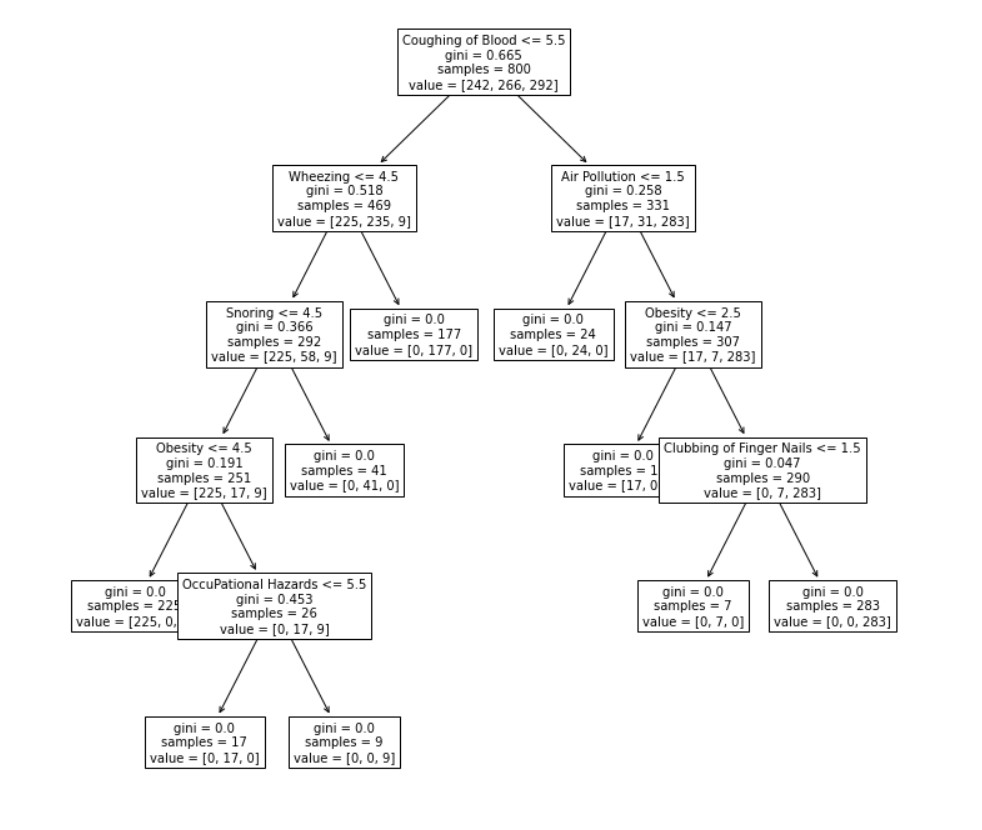 Coughing of Blood <= 5.5
gini = 0.665
samples = 800
value = [242, 266, 292]
Wheezing <= 4.5
gini = 0.518
samples = 469
value = [225, 235, 9]
Air Pollution <= 1.5
gini = 0.258
samples = 331
value = [17, 31, 283]
Snoring <= 4.5
gini = 0.366
samples = 292
value = [225, 58, 9]
gini = 0.0
samples = 177
value = [0, 177, 0]
gini = 0.0
samples = 24
value = [0, 24, 0]
Obesity <= 2.5
gini = 0.147
samples = 307
value = [17, 7, 283]
Obesity <= 4.5
gini = 0.191
samples = 251
value = [225, 17, 9]
gini = 0.0
samples = 41
value = [0, 41, 0]
gini = 0.0
samples = 1
value = [17, 0
Clubbing of Finger Nails <= 1.5
gini = 0.047
samples = 290
value = [0, 7, 283]
gini = 0.0
samples = 225
value = [225, 0,
OccuPational Hazards <= 5.5
gini = 0.453
samples = 26
value = [0, 17, 9]
gini = 0.0
samples = 7
value = [0, 7, 0]
gini = 0.0
samples = 283
value = [0, 0, 283]
gini = 0.0
samples = 17
value = [0, 17, 0]
gini = 0.0
samples = 9
value = [0, 0, 9]